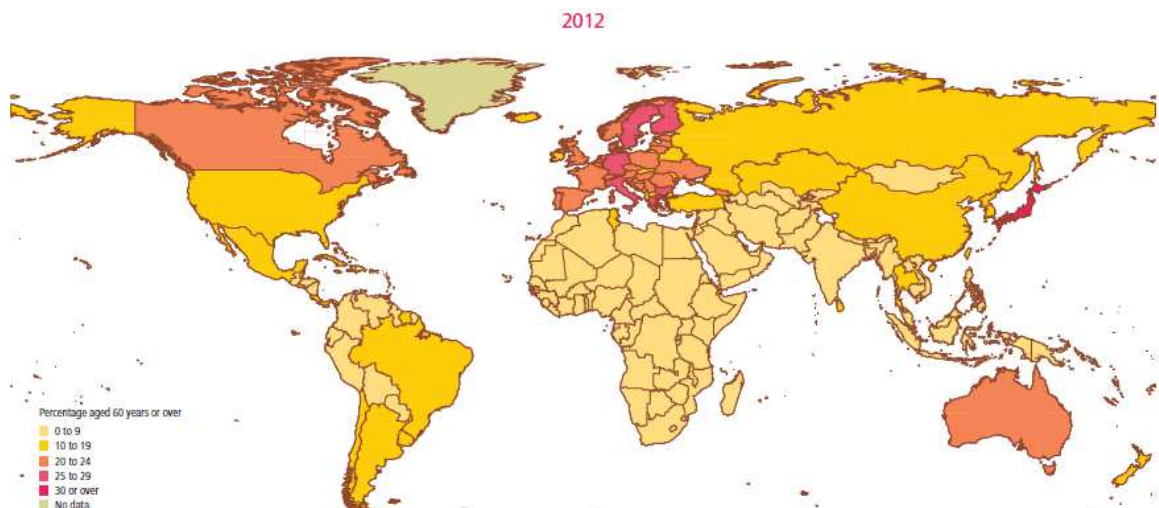 2012
Percentage aged 60 years or over
0 to 9
10 to 19
20 to 24
25 to 29
30 or over
No data